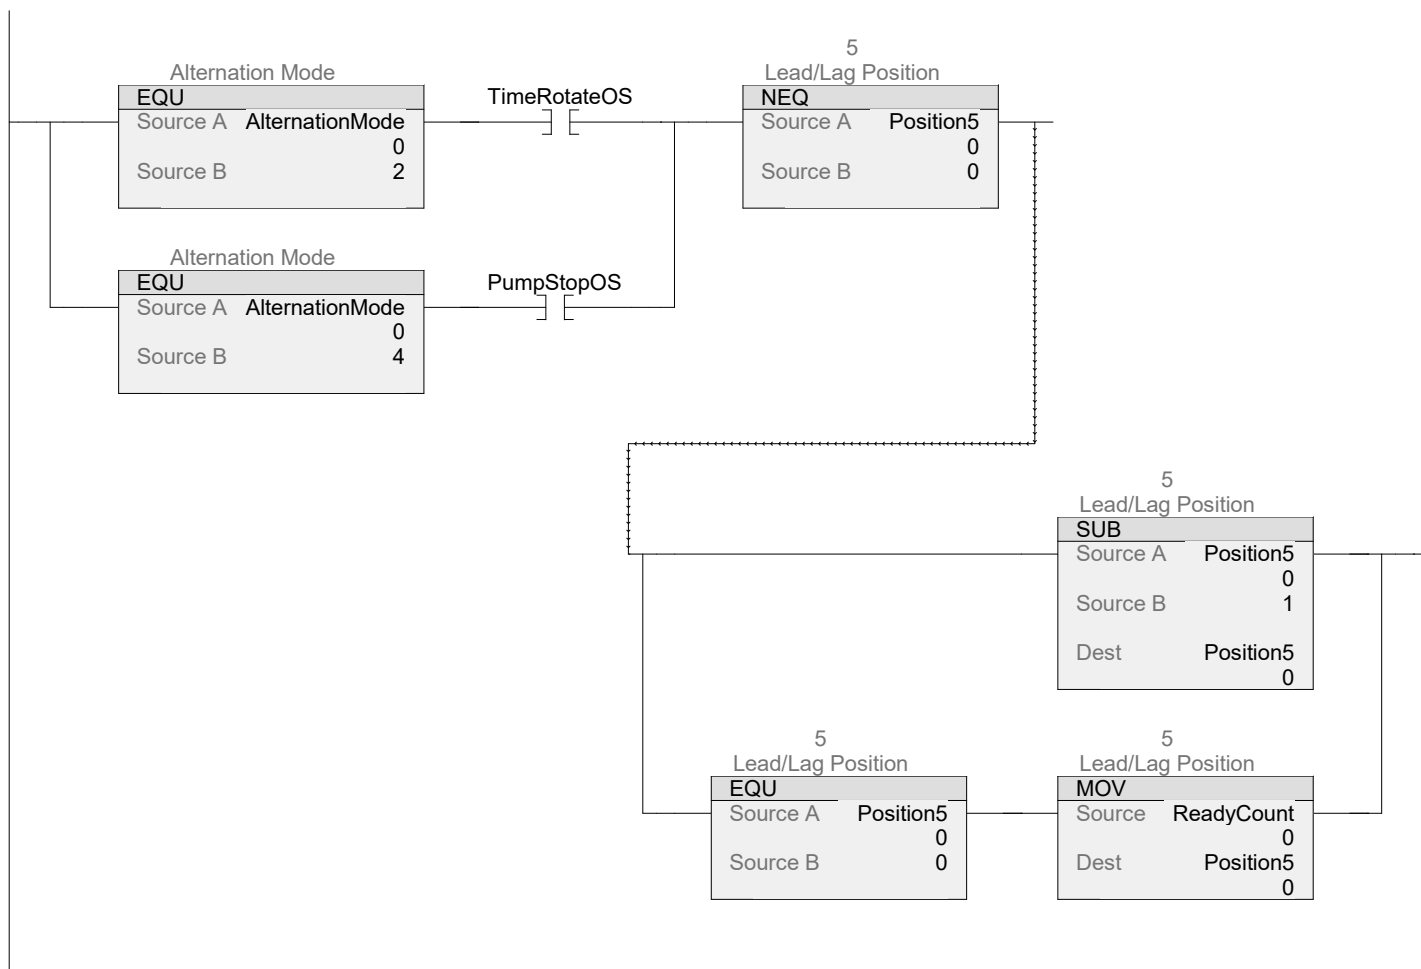 5
Alternation Mode
Lead/Lag Position
EQU
TimeRotateOS
NEQ
Source A AlternationMode
Source A Position5
0
0
Source B 2
Source B 0
Alternation Mode
EQU
PumpStopOS
Source A AlternationMode
0
Source B 4
5
Lead/Lag Position
SUB
Source A Position5
0
Source B 1
Dest Position5
0
5
5
Lead/Lag Position
Lead/Lag Position
EQU
MOV
Source A Position5
Source ReadyCount
0
0
Source B 0
Dest Position5
0